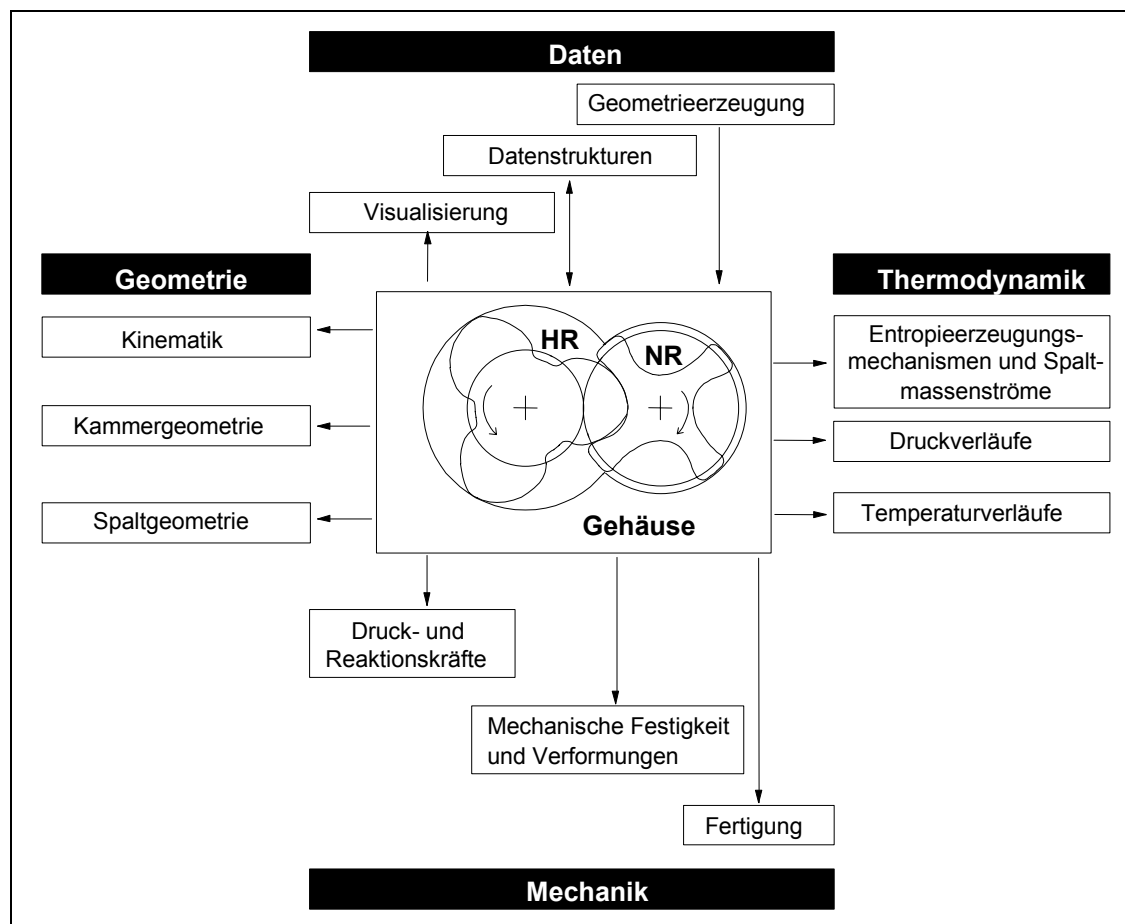 Daten
Geometrieerzeugung
Datenstrukturen
Visualisierung
Geometrie
Thermodynamik
Kinematik
Kammergeometrie
Spaltgeometrie
HR
NR
Gehäuse
Entropieerzeugungs-
mechanismen und Spalt-
massenströme
Druckverläufe
Temperaturverläufe
Druck- und
Reaktionskräfte
Mechanische Festigkeit
und Verformungen
Fertigung
Mechanik